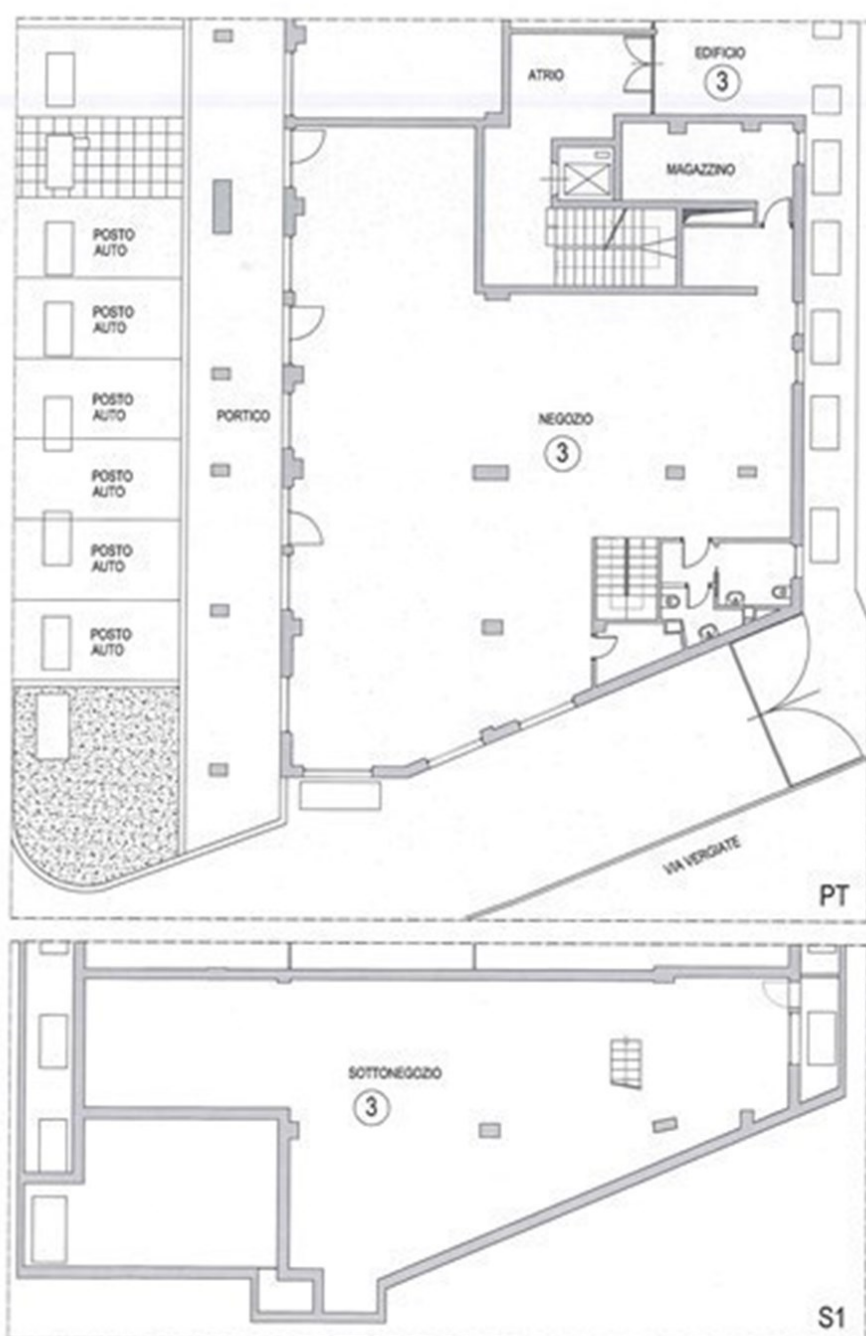 EDIFICIO
3
ATRIO
MAGAZZINO
POSTO
AUTO
POSTO
AUTO
POSTO
AUTO
PORTICO
NEGOZIO
3
POSTO
AUTO
POSTO
AUTO
POSTO
AUTO
VIA VERGIATE
PT
SOTTONEGOZIO
3
S1